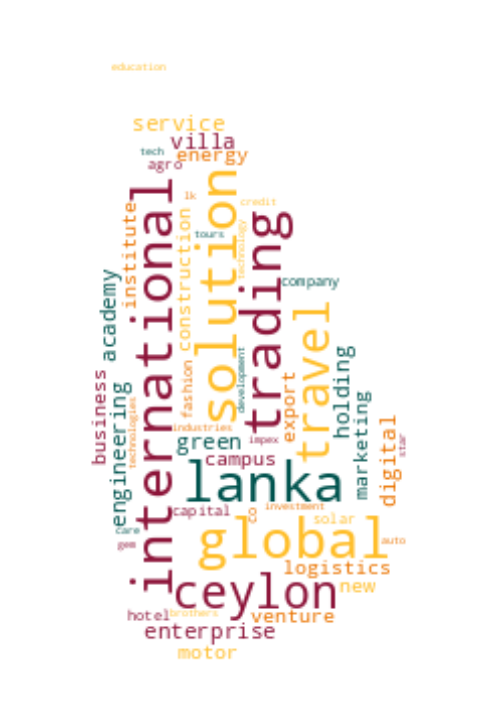 education
service
villa
tech
energy
agro
international
solution
lk
credit
institute
trading
construction
tours
technology
academy
company
travel
development
holding
fashion
business
export
engineering
marketing
technologies
industries
green
impex
digital
star
campus
lanka
capital
co
investment
solar
global
care
gem
auto
logistics
ceylon
new
hotel
brothers
venture
enterprise
motor